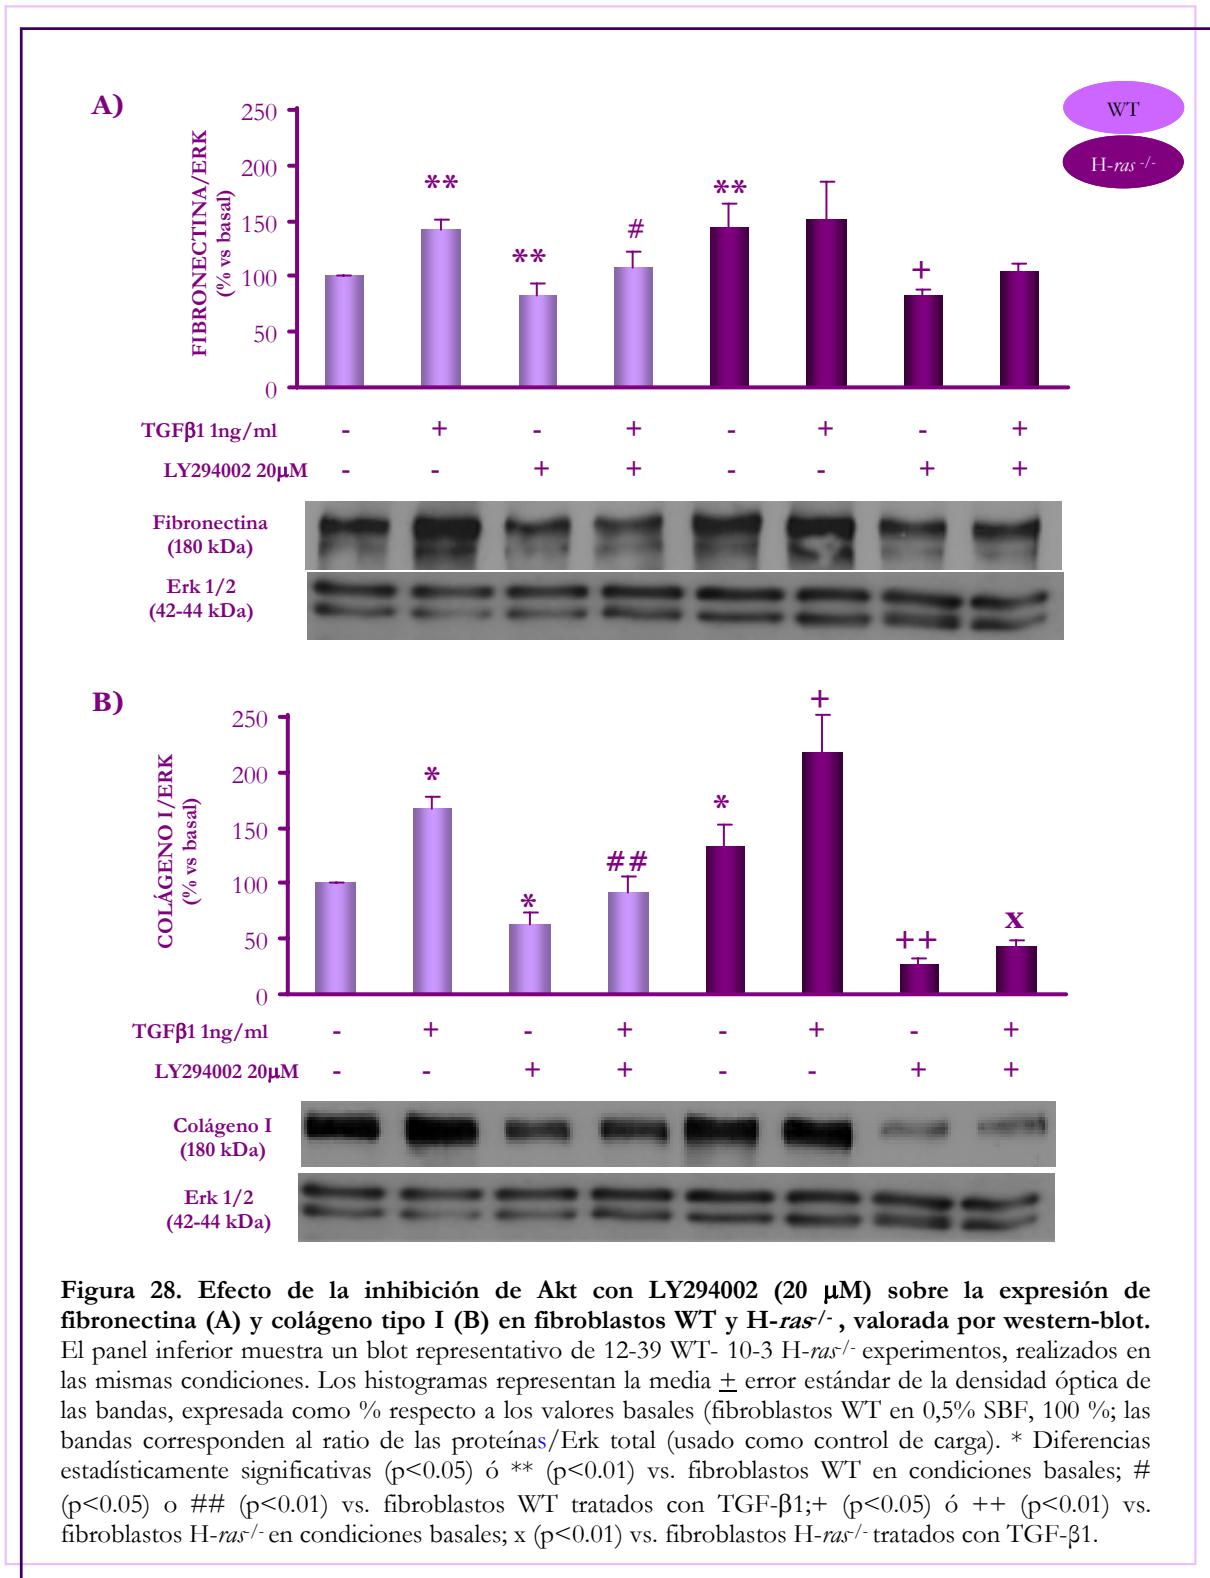 A)
WT
H-ras -/-
FIBRONECTINA/ERK
(% vs basal)
250
200
150
100
50
0
**
**
#
**
+
TGFβ1 1ng/ml - + - + - + - +
LY294002 20μM - - + + - - + +
Fibronectina
(180 kDa)
Erk 1/2
(42-44 kDa)
B)
COLÁGENO I/ERK
(% vs basal)
250
200
150
100
50
0
*
*
##
*
+
++
x
TGFβ1 1ng/ml - + - + - + - +
LY294002 20μM - - + + - - + +
Colágeno I
(180 kDa)
Erk 1/2
(42-44 kDa)
Figura 28. Efecto de la inhibición de Akt con LY294002 (20 μM) sobre la expresión de
fibronectina (A) y colágeno tipo I (B) en fibroblastos WT y H-ras-/- , valorada por western-blot.
El panel inferior muestra un blot representativo de 12-39 WT- 10-3 H-ras-/- experimentos, realizados en
las mismas condiciones. Los histogramas representan la media ± error estándar de la densidad óptica de
las bandas, expresada como % respecto a los valores basales (fibroblastos WT en 0,5% SBF, 100 %; las
bandas corresponden al ratio de las proteínas/Erk total (usado como control de carga). * Diferencias
estadísticamente significativas (p<0.05) ó ** (p<0.01) vs. fibroblastos WT en condiciones basales; #
(p<0.05) o ## (p<0.01) vs. fibroblastos WT tratados con TGF-β1;+ (p<0.05) ó ++ (p<0.01) vs.
fibroblastos H-ras-/- en condiciones basales; x (p<0.01) vs. fibroblastos H-ras-/- tratados con TGF-β1.